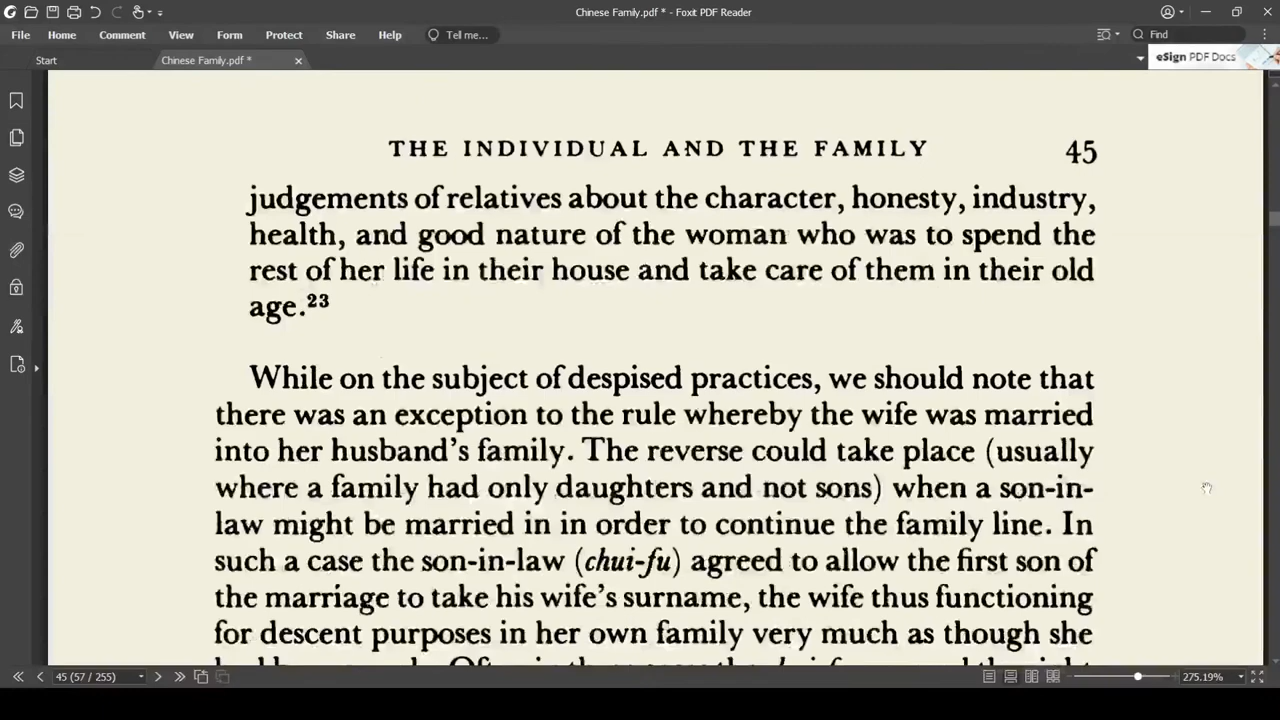 Chinese Family.pdf * - Foxit PDF Reader
File Home Comment View Form Protect Share Help Tell me... Find
Start Chinese Family.pdf * eSign PDF Docs
THE INDIVIDUAL AND THE FAMILY 45
judgements of relatives about the character, honesty, industry,
health, and good nature of the woman who was to spend the
rest of her life in their house and take care of them in their old
age.²³
While on the subject of despised practices, we should note that
there was an exception to the rule whereby the wife was married
into her husband's family. The reverse could take place (usually
where a family had only daughters and not sons) when a son-in-
law might be married in in order to continue the family line. In
such a case the son-in-law (chui-fu) agreed to allow the first son of
the marriage to take his wife's surname, the wife thus functioning
for descent purposes in her own family very much as though she
45 (57 / 255) 275.19%